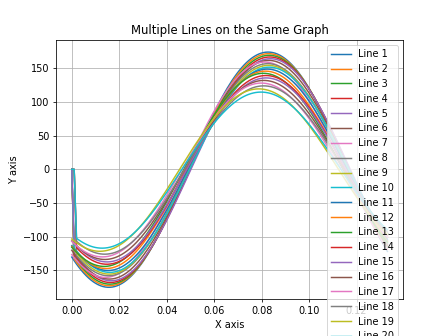 Multiple Lines on the Same Graph
Y axis
150
100
50
0
−50
−100
−150
0.00
0.02
0.04
0.06
0.08
0.10
X axis
Line 1
Line 2
Line 3
Line 4
Line 5
Line 6
Line 7
Line 8
Line 9
Line 10
Line 11
Line 12
Line 13
Line 14
Line 15
Line 16
Line 17
Line 18
Line 19
Line 20